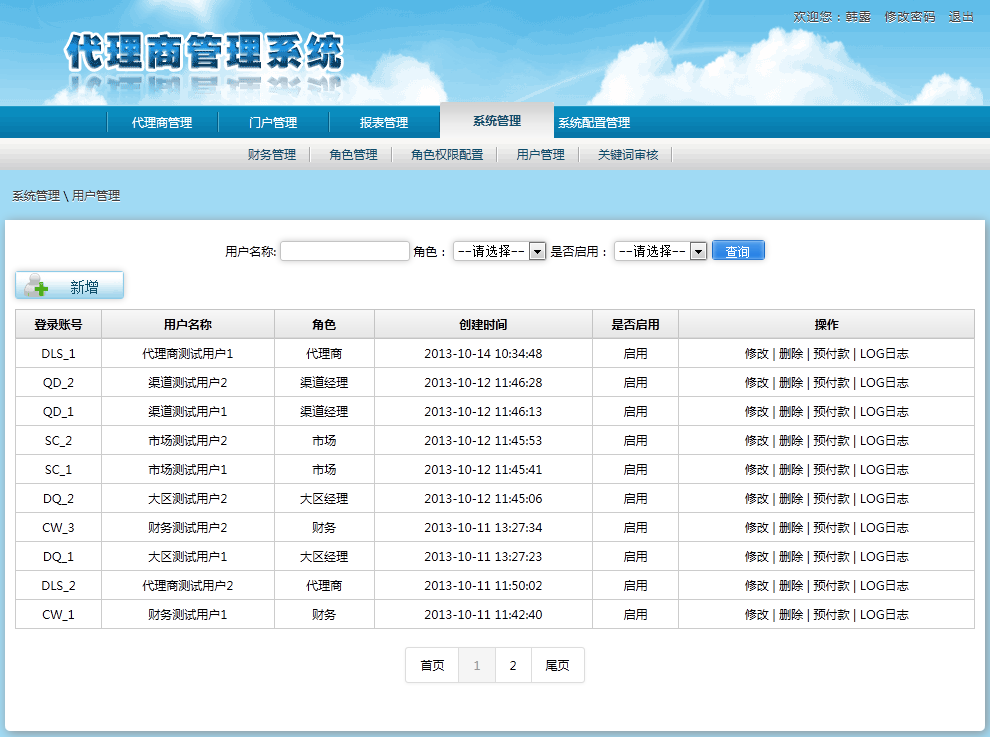 欢迎您：韩露 修改密码 退出
代理商管理系统
代理商管理 门户管理 报表管理 系统管理 系统配置管理
财务管理 角色管理 角色权限配置 用户管理 关键词审核
系统管理 \ 用户管理
用户名称: 角色： --请选择-- 是否启用： --请选择-- 查询
新增
登录账号 用户名称 角色 创建时间 是否启用 操作
DLS_1 代理商测试用户1 代理商 2013-10-14 10:34:48 启用 修改 | 删除 | 预付款 | LOG日志
QD_2 渠道测试用户2 渠道经理 2013-10-12 11:46:28 启用 修改 | 删除 | 预付款 | LOG日志
QD_1 渠道测试用户1 渠道经理 2013-10-12 11:46:13 启用 修改 | 删除 | 预付款 | LOG日志
SC_2 市场测试用户2 市场 2013-10-12 11:45:53 启用 修改 | 删除 | 预付款 | LOG日志
SC_1 市场测试用户1 市场 2013-10-12 11:45:41 启用 修改 | 删除 | 预付款 | LOG日志
DQ_2 大区测试用户2 大区经理 2013-10-12 11:45:06 启用 修改 | 删除 | 预付款 | LOG日志
CW_3 财务测试用户2 财务 2013-10-11 13:27:34 启用 修改 | 删除 | 预付款 | LOG日志
DQ_1 大区测试用户1 大区经理 2013-10-11 13:27:23 启用 修改 | 删除 | 预付款 | LOG日志
DLS_2 代理商测试用户2 代理商 2013-10-11 11:50:02 启用 修改 | 删除 | 预付款 | LOG日志
CW_1 财务测试用户1 财务 2013-10-11 11:42:40 启用 修改 | 删除 | 预付款 | LOG日志
首页 1 2 尾页